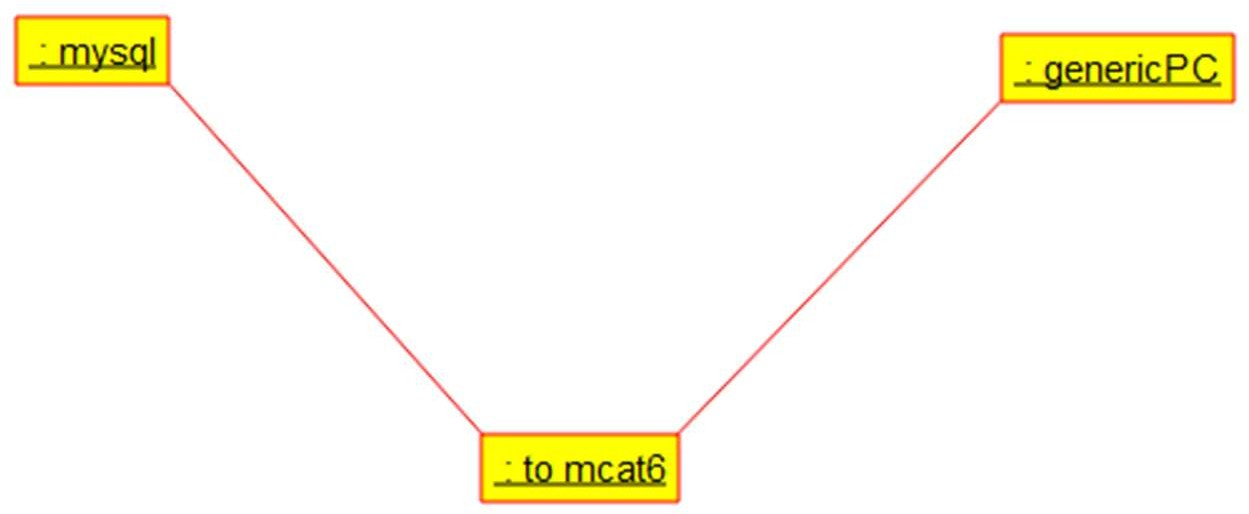 : mysql
: genericPC
: to mcat6